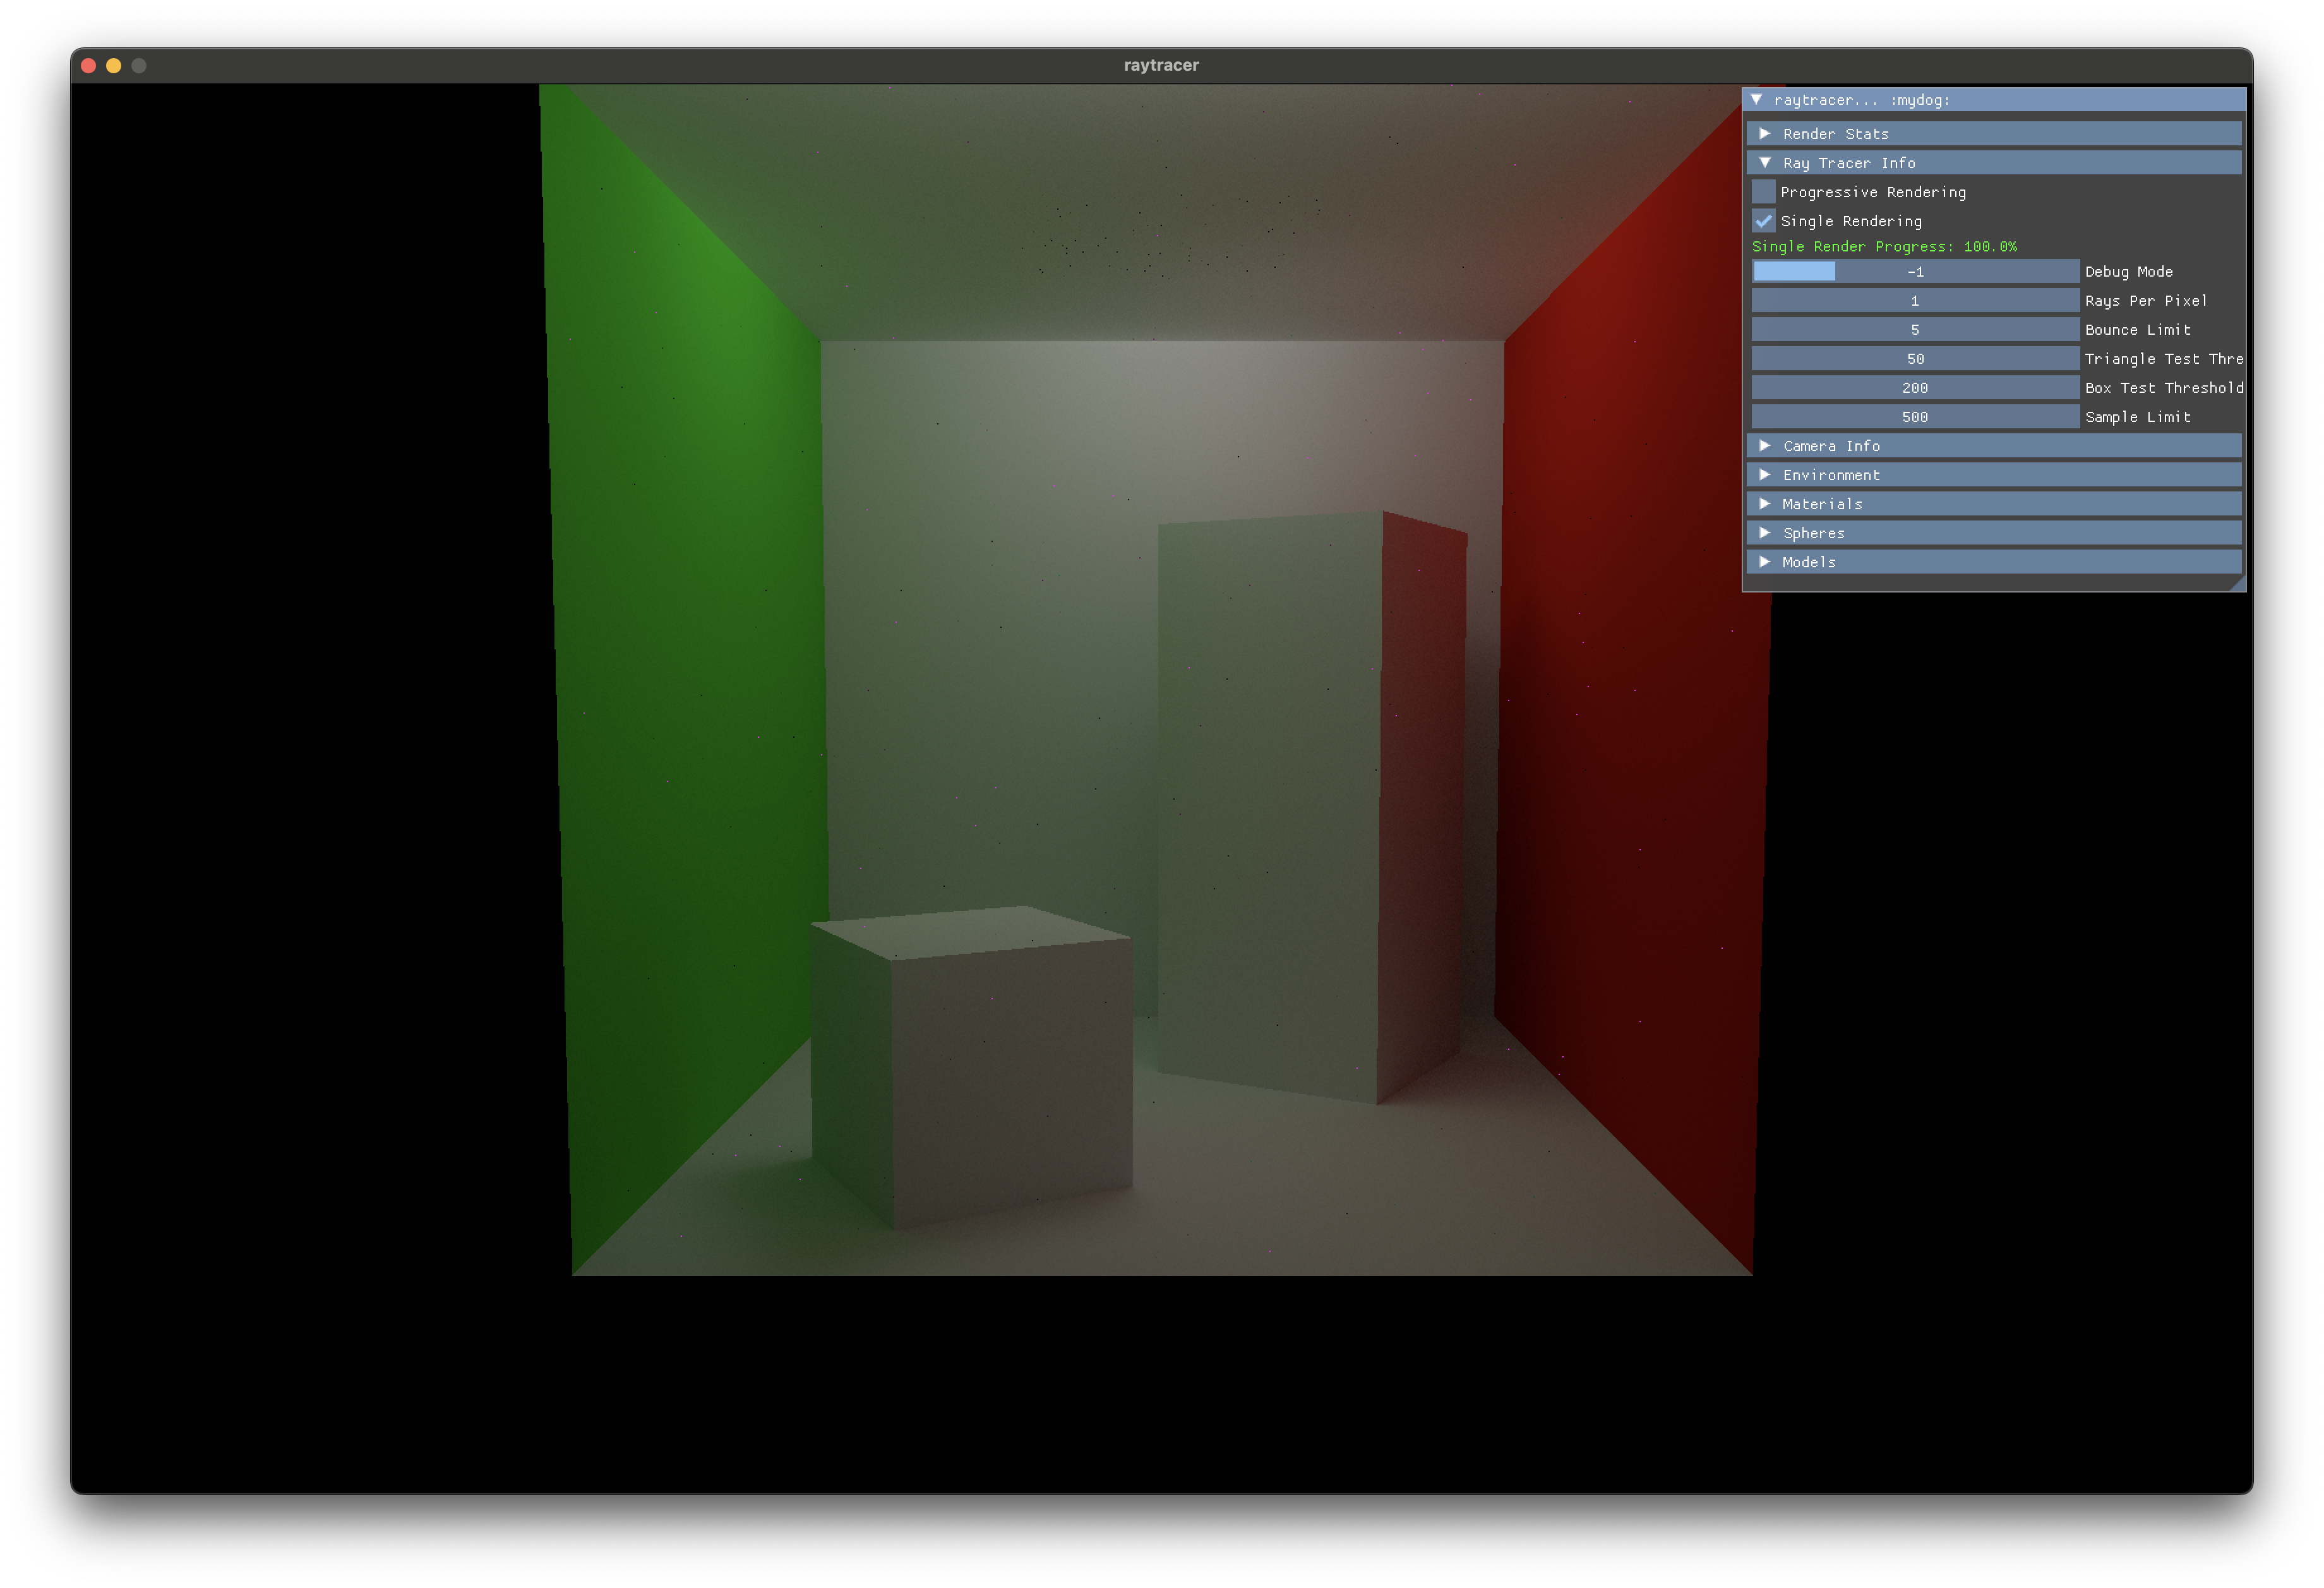 raytracer
raytracer... :mydog:
Render Stats
Ray Tracer Info
Progressive Rendering
Single Rendering
Single Render Progress: 100.0%
-1 Debug Mode
1 Rays Per Pixel
5 Bounce Limit
50 Triangle Test Thre
200 Box Test Threshold
500 Sample Limit
Camera Info
Environment
Materials
Spheres
Models